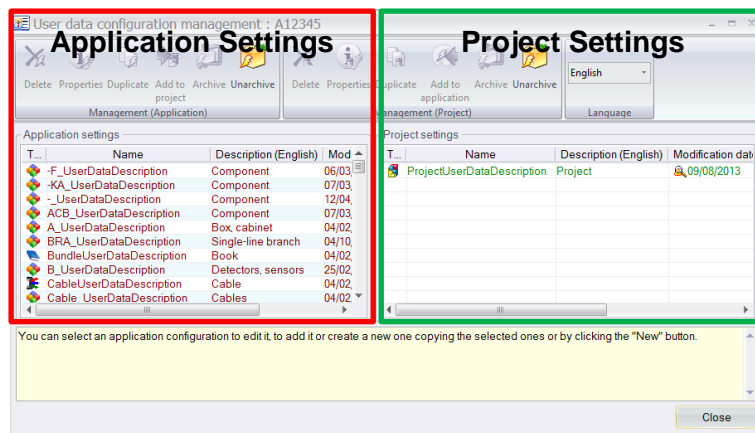 User data configuration management : A12345
Application Settings
Project Settings
Delete Properties Duplicate Add to project Archive Unarchive
Management (Application)
Delete Properties Duplicate Add to application Archive Unarchive
Management (Project)
English
Language
Application settings
T... Name Description (English) Mod
-F_UserDataDescription Component 06/03,
-KA_UserDataDescription Component 07/03,
-_UserDataDescription Component 12/04,
ACB_UserDataDescription Component 07/03,
A_UserDataDescription Box, cabinet 04/02,
BRA_UserDataDescription Single-line branch 04/10,
BundleUserDataDescription Book 04/02,
B_UserDataDescription Detectors, sensors 25/02,
CableUserDataDescription Cable 04/02,
Cable_UserDataDescription Cables 04/02
Project settings
T... Name Description (English) Modification date
ProjectUserDataDescription Project 09/08/2013
You can select an application configuration to edit it, to add it or create a new one copying the selected ones or by clicking the "New" button.
Close